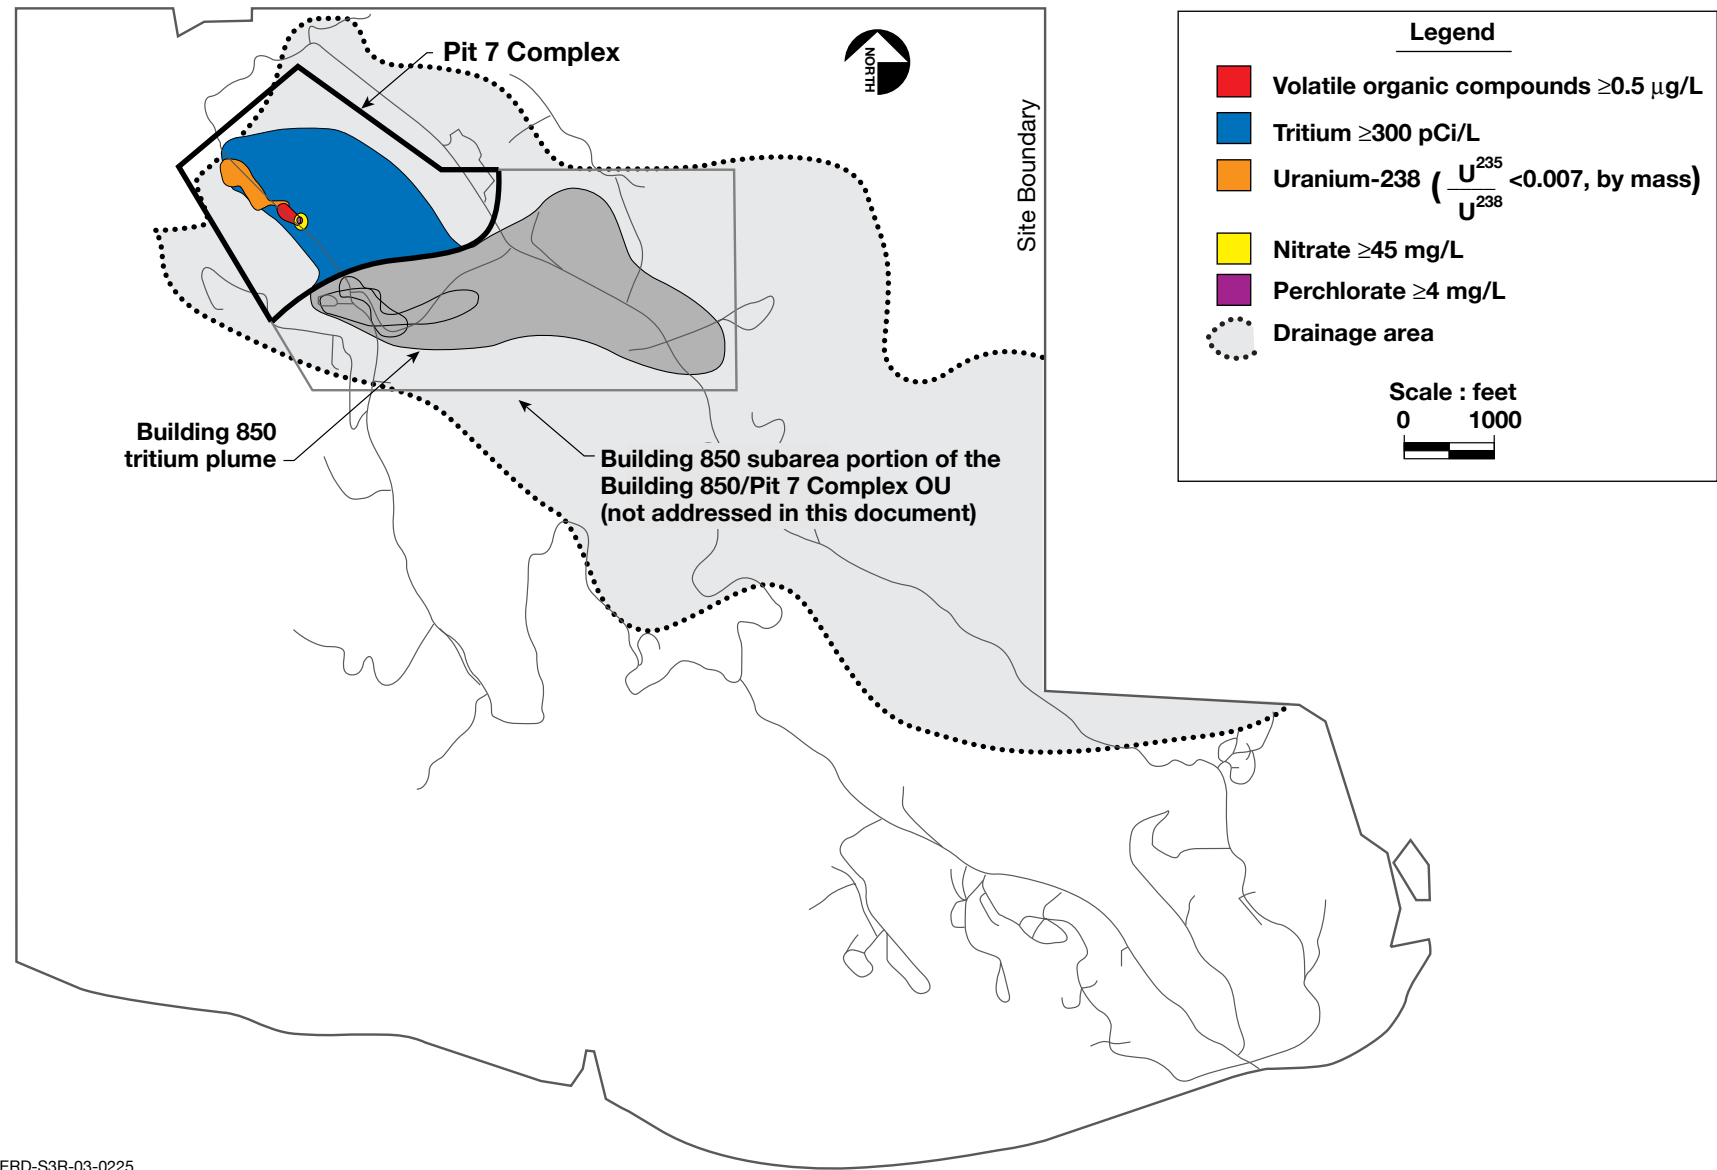 Pit 7 Complex
NORTH
Site Boundary
Building 850
tritium plume
Building 850 subarea portion of the
Building 850/Pit 7 Complex OU
(not addressed in this document)
Legend
Volatile organic compounds ≥0.5 μg/L
Tritium ≥300 pCi/L
Uranium-238 ( U235/U238 <0.007, by mass)
Nitrate ≥45 mg/L
Perchlorate ≥4 mg/L
Drainage area
Scale : feet
0 1000
ERD-S3R-03-0225